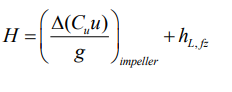 H = (Δ(C_u u) / g)_impeller + h_L,fz